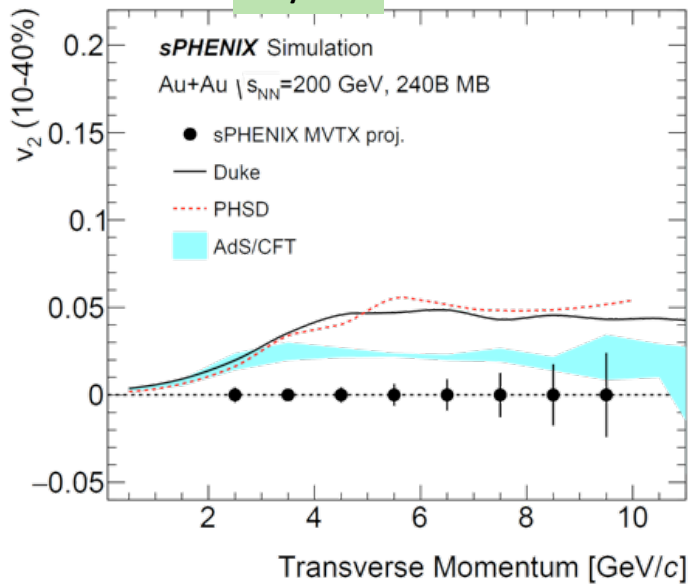 sPHENIX Simulation
Au+Au √sNN=200 GeV, 240B MB
sPHENIX MVTX proj.
Duke
PHSD
AdS/CFT
v2 (10-40%)
0.2
0.15
0.1
0.05
0
−0.05
2 4 6 8 10
Transverse Momentum [GeV/c]